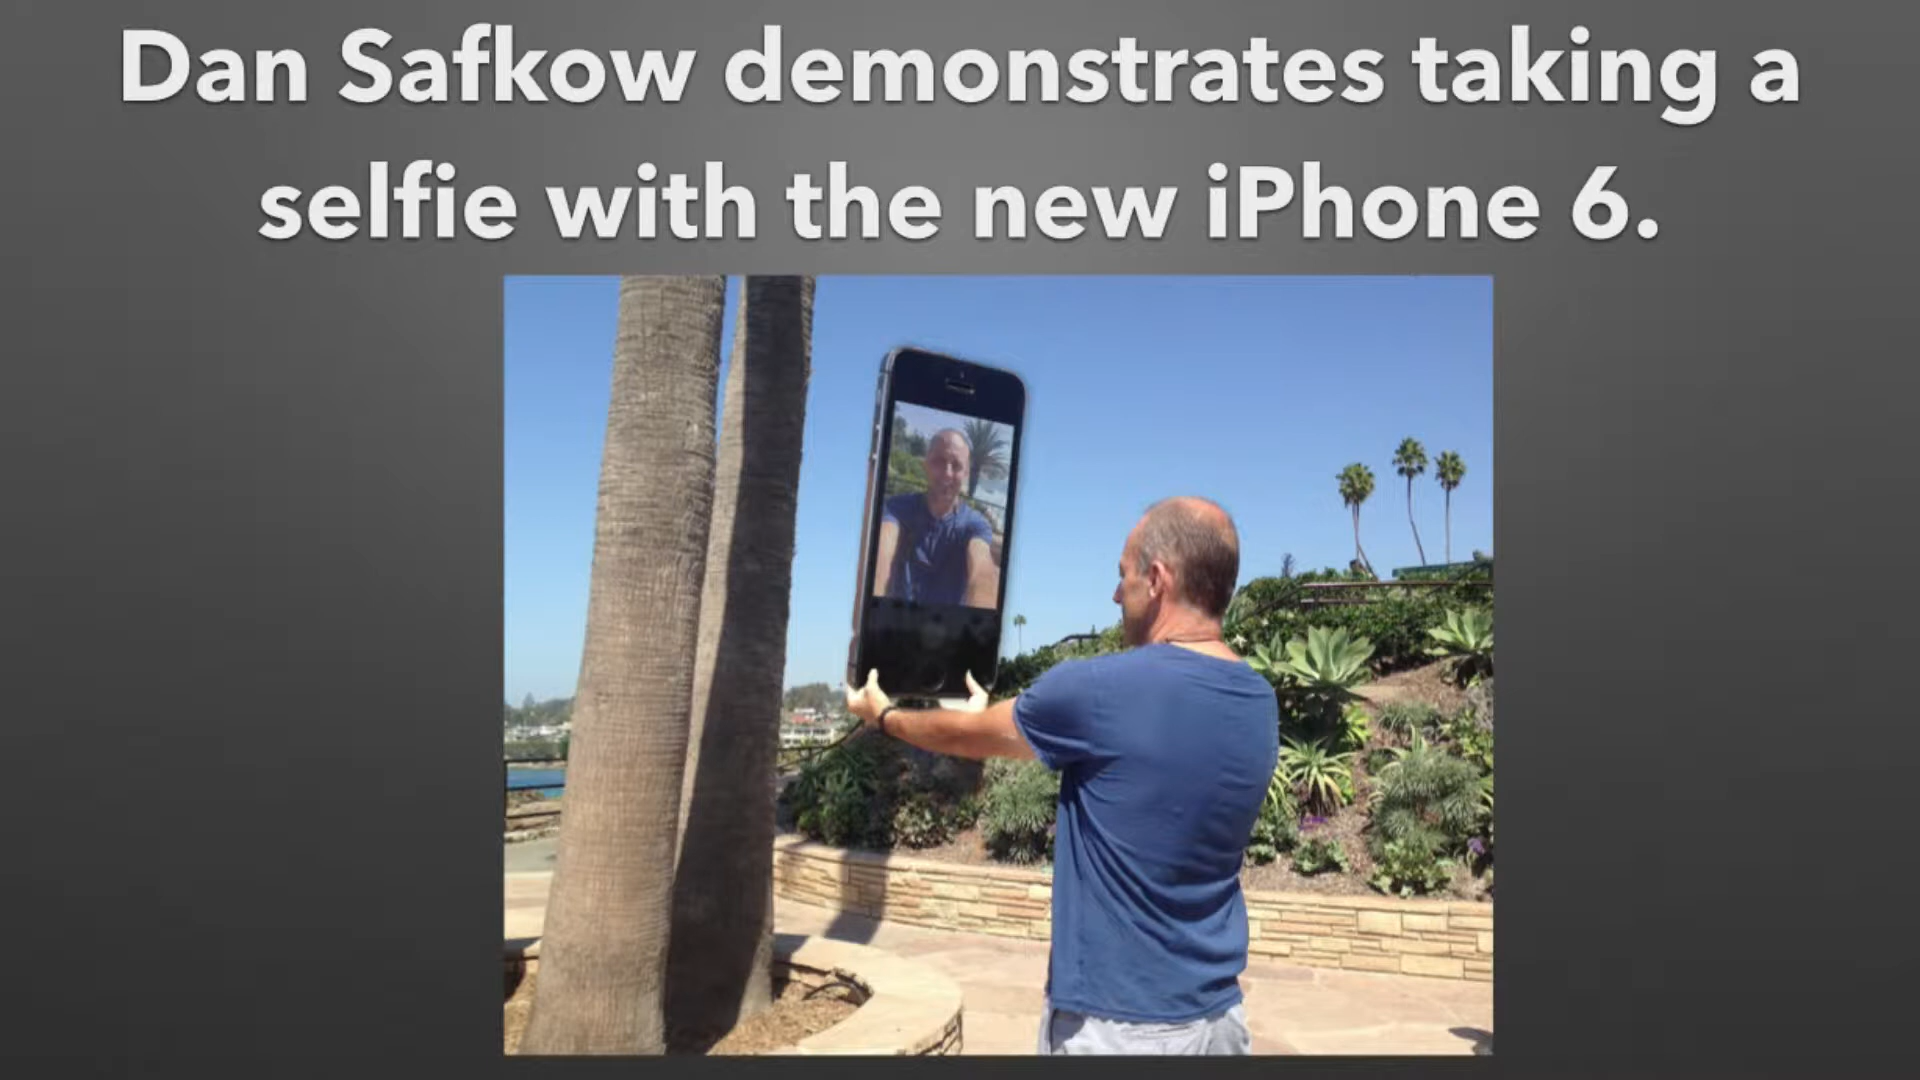 Dan Safkow demonstrates taking a
selfie with the new iPhone 6.